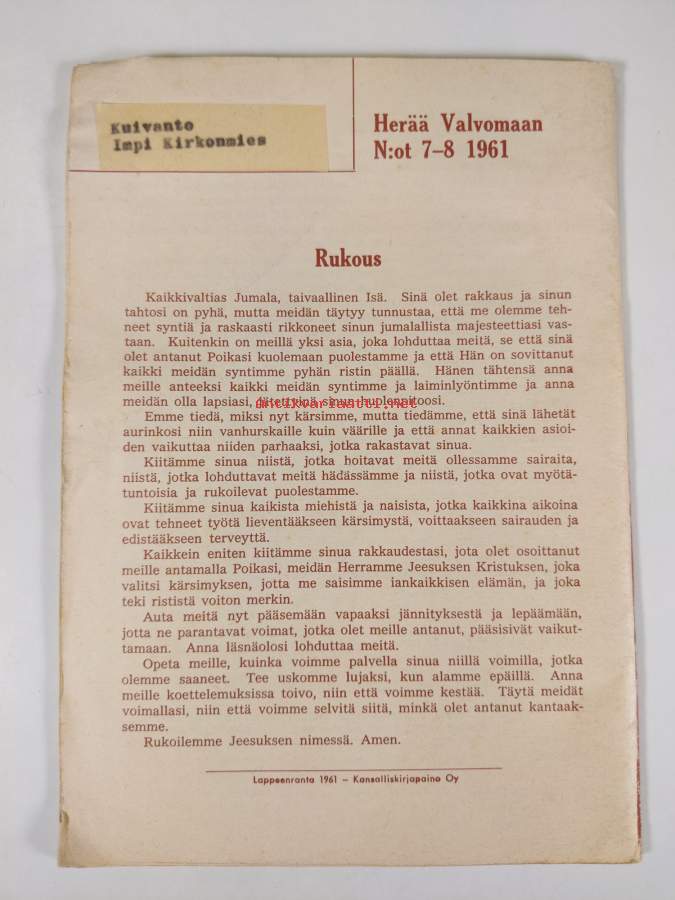 Kuivanto
Impi Kirkonmies
Herää Valvomaan
N:ot 7–8 1961
Rukous
Kaikkivaltias Jumala, taivaallinen Isä. Sinä olet rakkaus ja sinun
tahtosi on pyhä, mutta meidän täytyy tunnustaa, että me olemme teh-
neet syntiä ja raskaasti rikkoneet sinun jumalallista majesteettiasi vas-
taan. Kuitenkin on meillä yksi asia, joka lohduttaa meitä, se että sinä
olet antanut Poikasi kuolemaan puolestamme ja että Hän on sovittanut
kaikki meidän syntimme pyhän ristin päällä. Hänen tähtensä anna
meille anteeksi kaikki meidän syntimme ja laiminlyöntimme ja anna
meidän olla lapsiasi, sinun huolenpitoosi.
antikvariaatti.net
Emme tiedä, miksi nyt kärsimme, mutta tiedämme, että sinä lähetät
aurinkosi niin vanhurskaille kuin väärille ja että annat kaikkien asioi-
den vaikuttaa niiden parhaaksi, jotka rakastavat sinua.
Kiitämme sinua niistä, jotka hoitavat meitä ollessamme sairaita,
niistä, jotka lohduttavat meitä hädässämme ja niistä, jotka ovat myötä-
tuntoisia ja rukoilevat puolestamme.
Kiitämme sinua kaikista miehistä ja naisista, jotka kaikkina aikoina
ovat tehneet työtä lieventääkseen kärsimystä, voittaakseen sairauden ja
edistääkseen terveyttä.
Kaikkein eniten kiitämme sinua rakkaudestasi, jota olet osoittanut
meille antamalla Poikasi, meidän Herramme Jeesuksen Kristuksen, joka
valitsi kärsimyksen, jotta me saisimme iankaikkisen elämän, ja joka
teki rististä voiton merkin.
Auta meitä nyt pääsemään vapaaksi jännityksestä ja lepäämään,
jotta ne parantavat voimat, jotka olet meille antanut, pääsisivät vaikut-
tamaan. Anna läsnäolosi lohduttaa meitä.
Opeta meille, kuinka voimme palvella sinua niillä voimilla, jotka
olemme saaneet. Tee uskomme lujaksi, kun alamme epäillä. Anna
meille koettelemuksissa toivo, niin että voimme kestää. Täytä meidät
voimallasi, niin että voimme selvitä siitä, minkä olet antanut kantaak-
semme.
Rukoilemme Jeesuksen nimessä. Amen.
Lappeenranta 1961 – Kansalliskirjapaino Oy